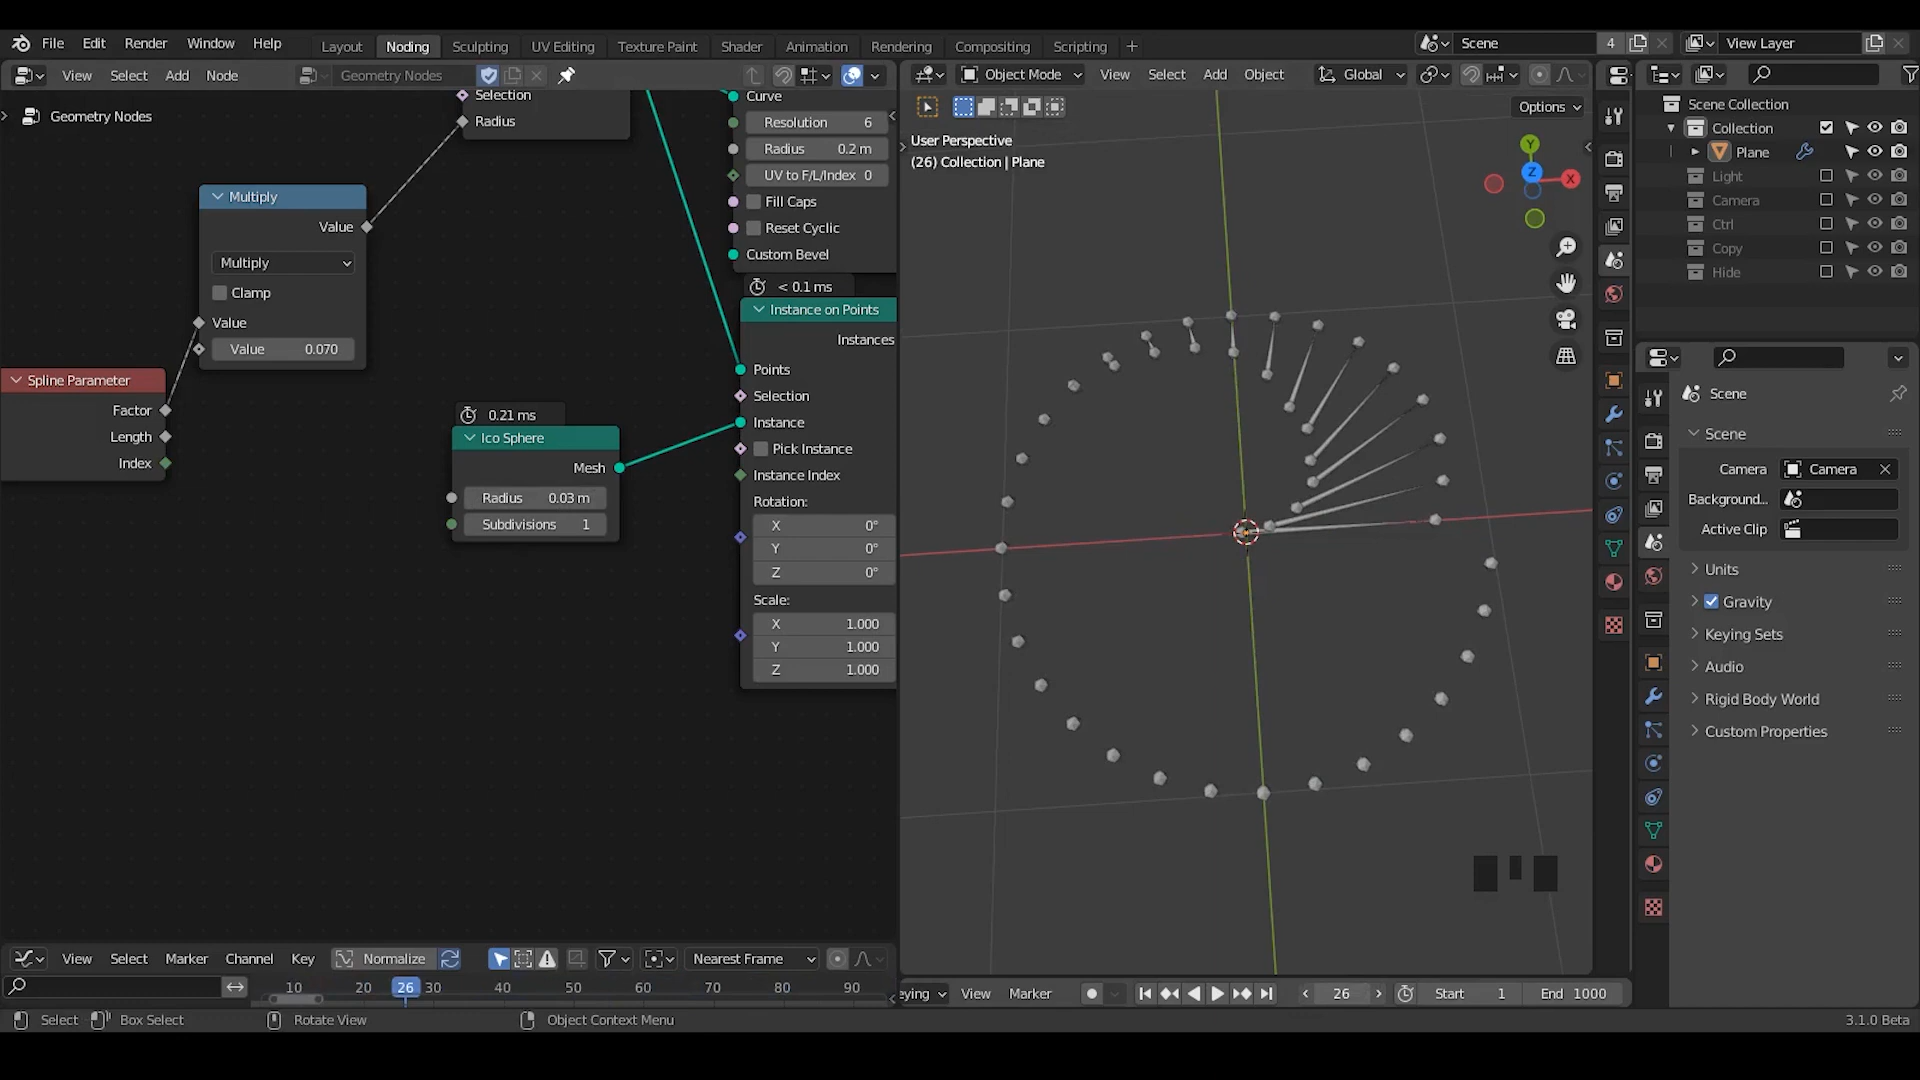 File Edit Render Window Help
Layout Noding Sculpting UV Editing Texture Paint Shader Animation Rendering Compositing Scripting +
Scene 4
View Layer
View Select Add Node
Geometry Nodes
Object Mode View Select Add Object Global
Geometry Nodes
Selection
Radius
Multiply
Value
Multiply
Clamp
Value
Value 0.070
Spline Parameter
Factor
Length
Index
0.21 ms
Ico Sphere
Mesh
Radius 0.03 m
Subdivisions 1
Curve
Resolution 6
Radius 0.2 m
UV to F/L/Index 0
Fill Caps
Reset Cyclic
Custom Bevel
< 0.1 ms
Instance on Points
Instances
Points
Selection
Instance
Pick Instance
Instance Index
Rotation:
X 0°
Y 0°
Z 0°
Scale:
X 1.000
Y 1.000
Z 1.000
Options
User Perspective
(26) Collection | Plane
Y
Z
X
Scene Collection
Collection
Plane
Light
Camera
Ctrl
Copy
Hide
Scene
Scene
Camera Camera
Background...
Active Clip
Units
Gravity
Keying Sets
Audio
Rigid Body World
Custom Properties
View Select Marker Channel Key Normalize Nearest Frame
10 20 26 30 40 50 60 70 80 90
eying View Marker 26 Start 1 End 1000
Select Box Select Rotate View Object Context Menu
3.1.0 Beta